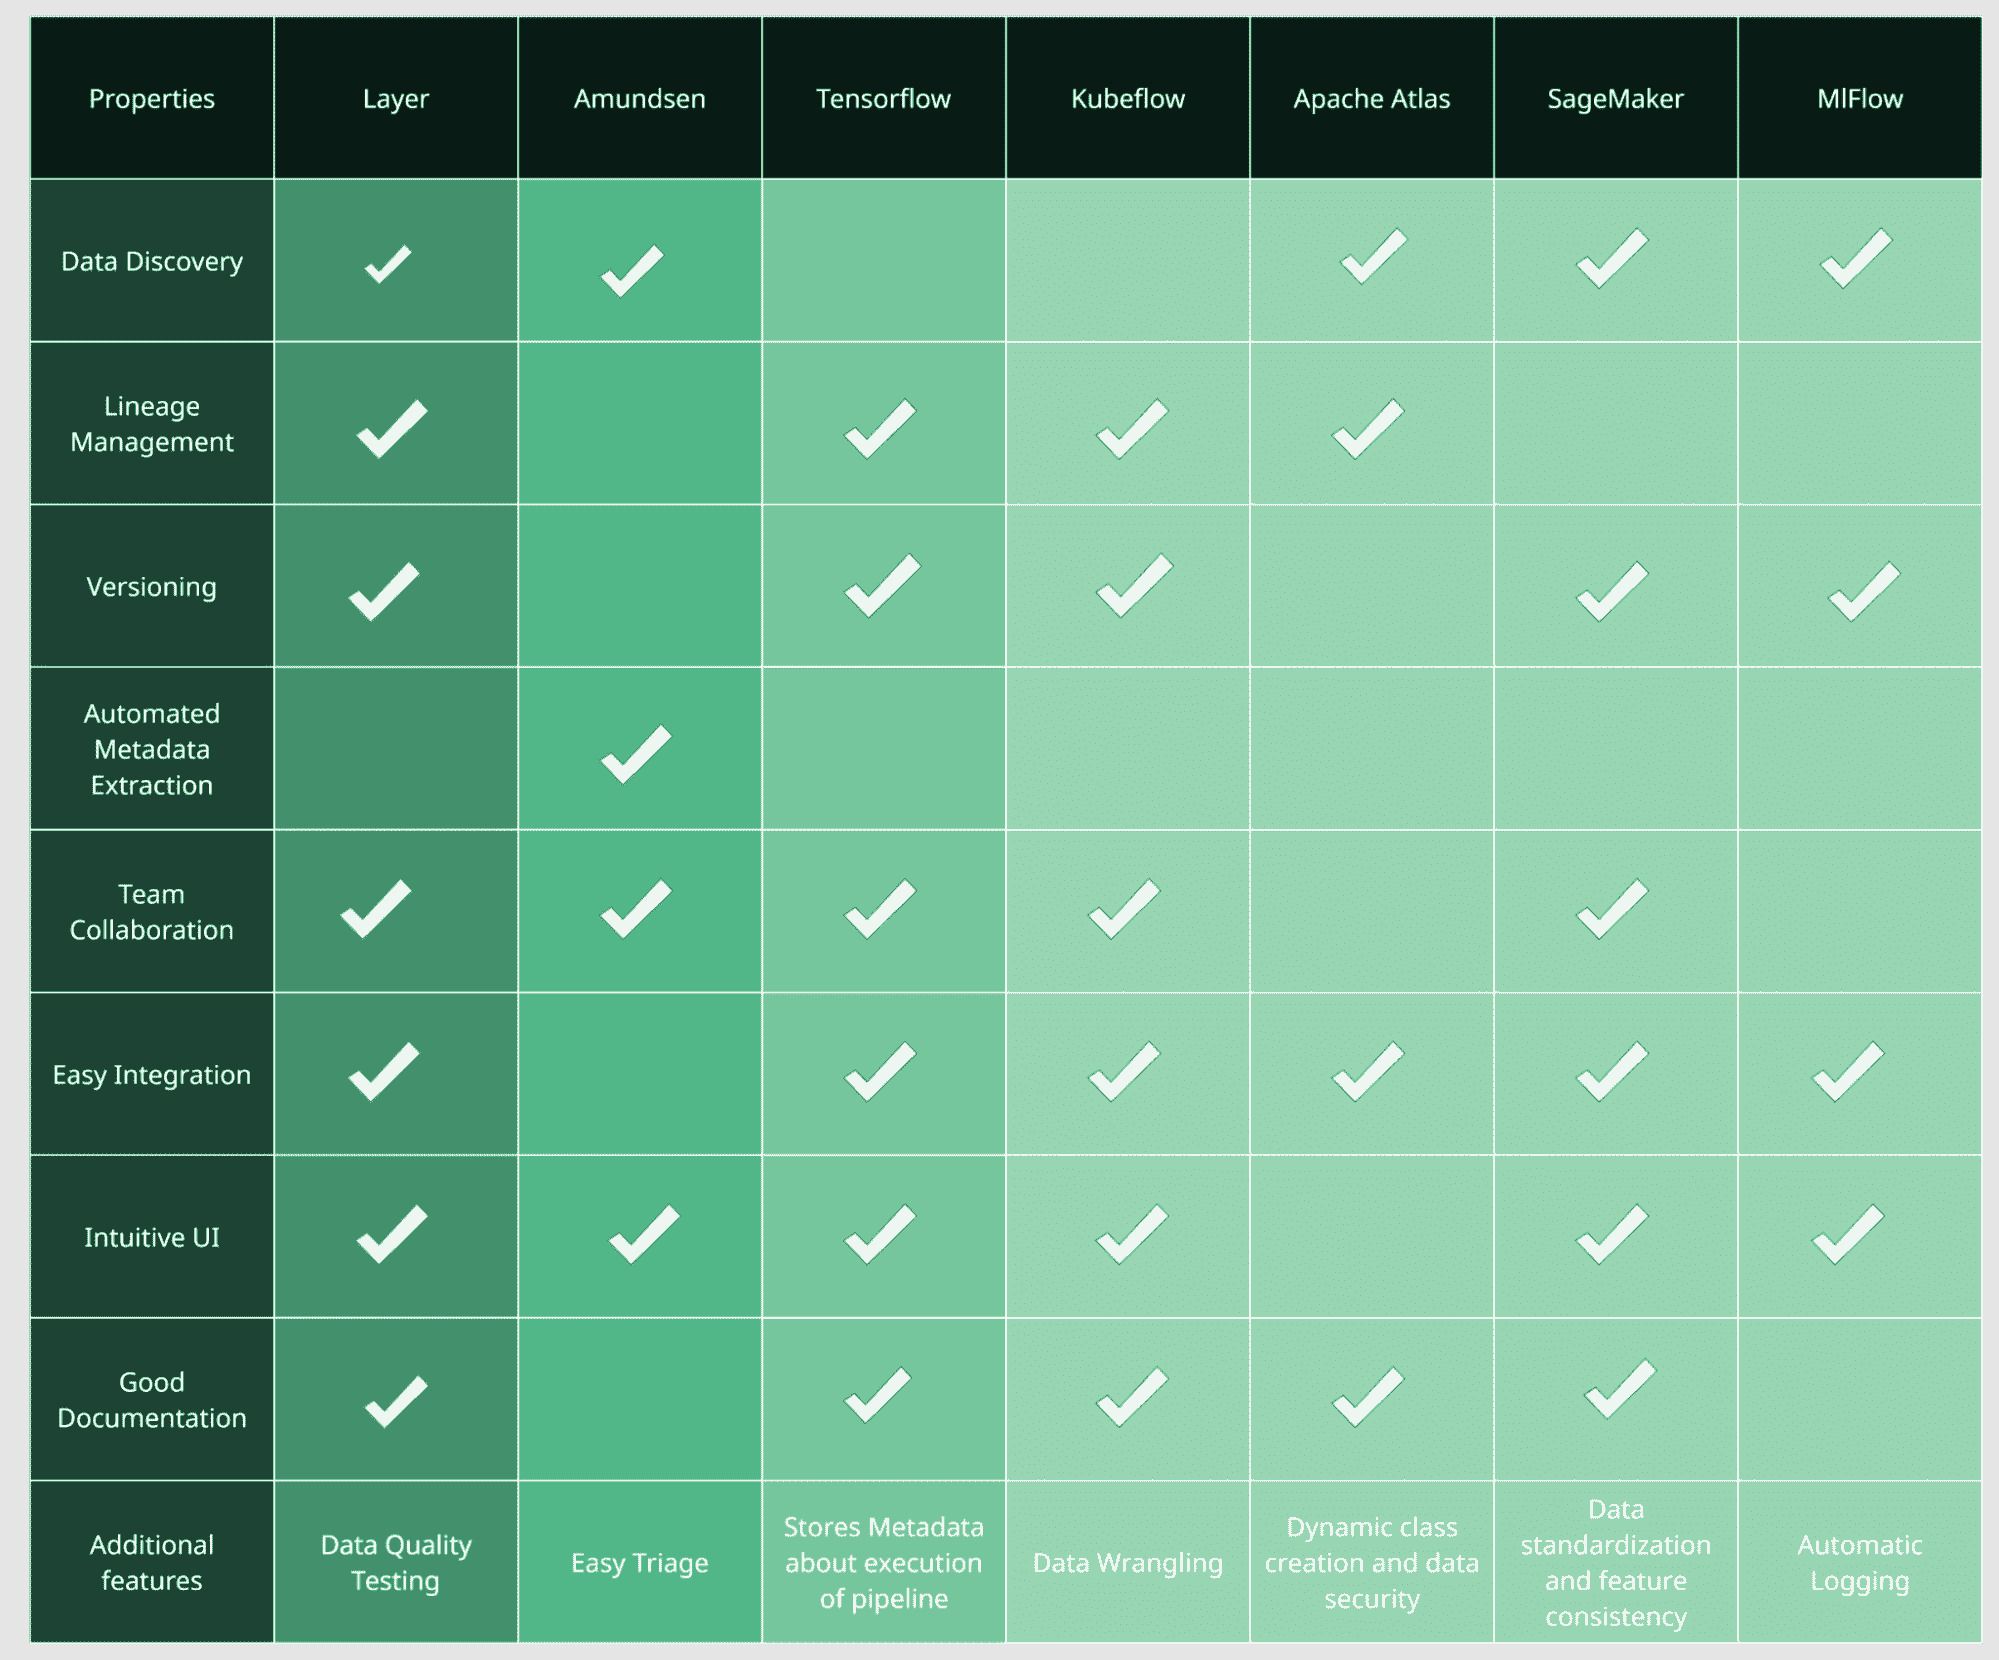 Properties
Layer
Amundsen
Tensorflow
Kubeflow
Apache Atlas
SageMaker
MlFlow
Data Discovery
Lineage
Management
Versioning
Automated
Metadata
Extraction
Team
Collaboration
Easy Integration
Intuitive UI
Good
Documentation
Additional
features
Data Quality
Testing
Easy Triage
Stores Metadata
about execution
of pipeline
Data Wrangling
Dynamic class
creation and data
security
Data
standardization
and feature
consistency
Automatic
Logging